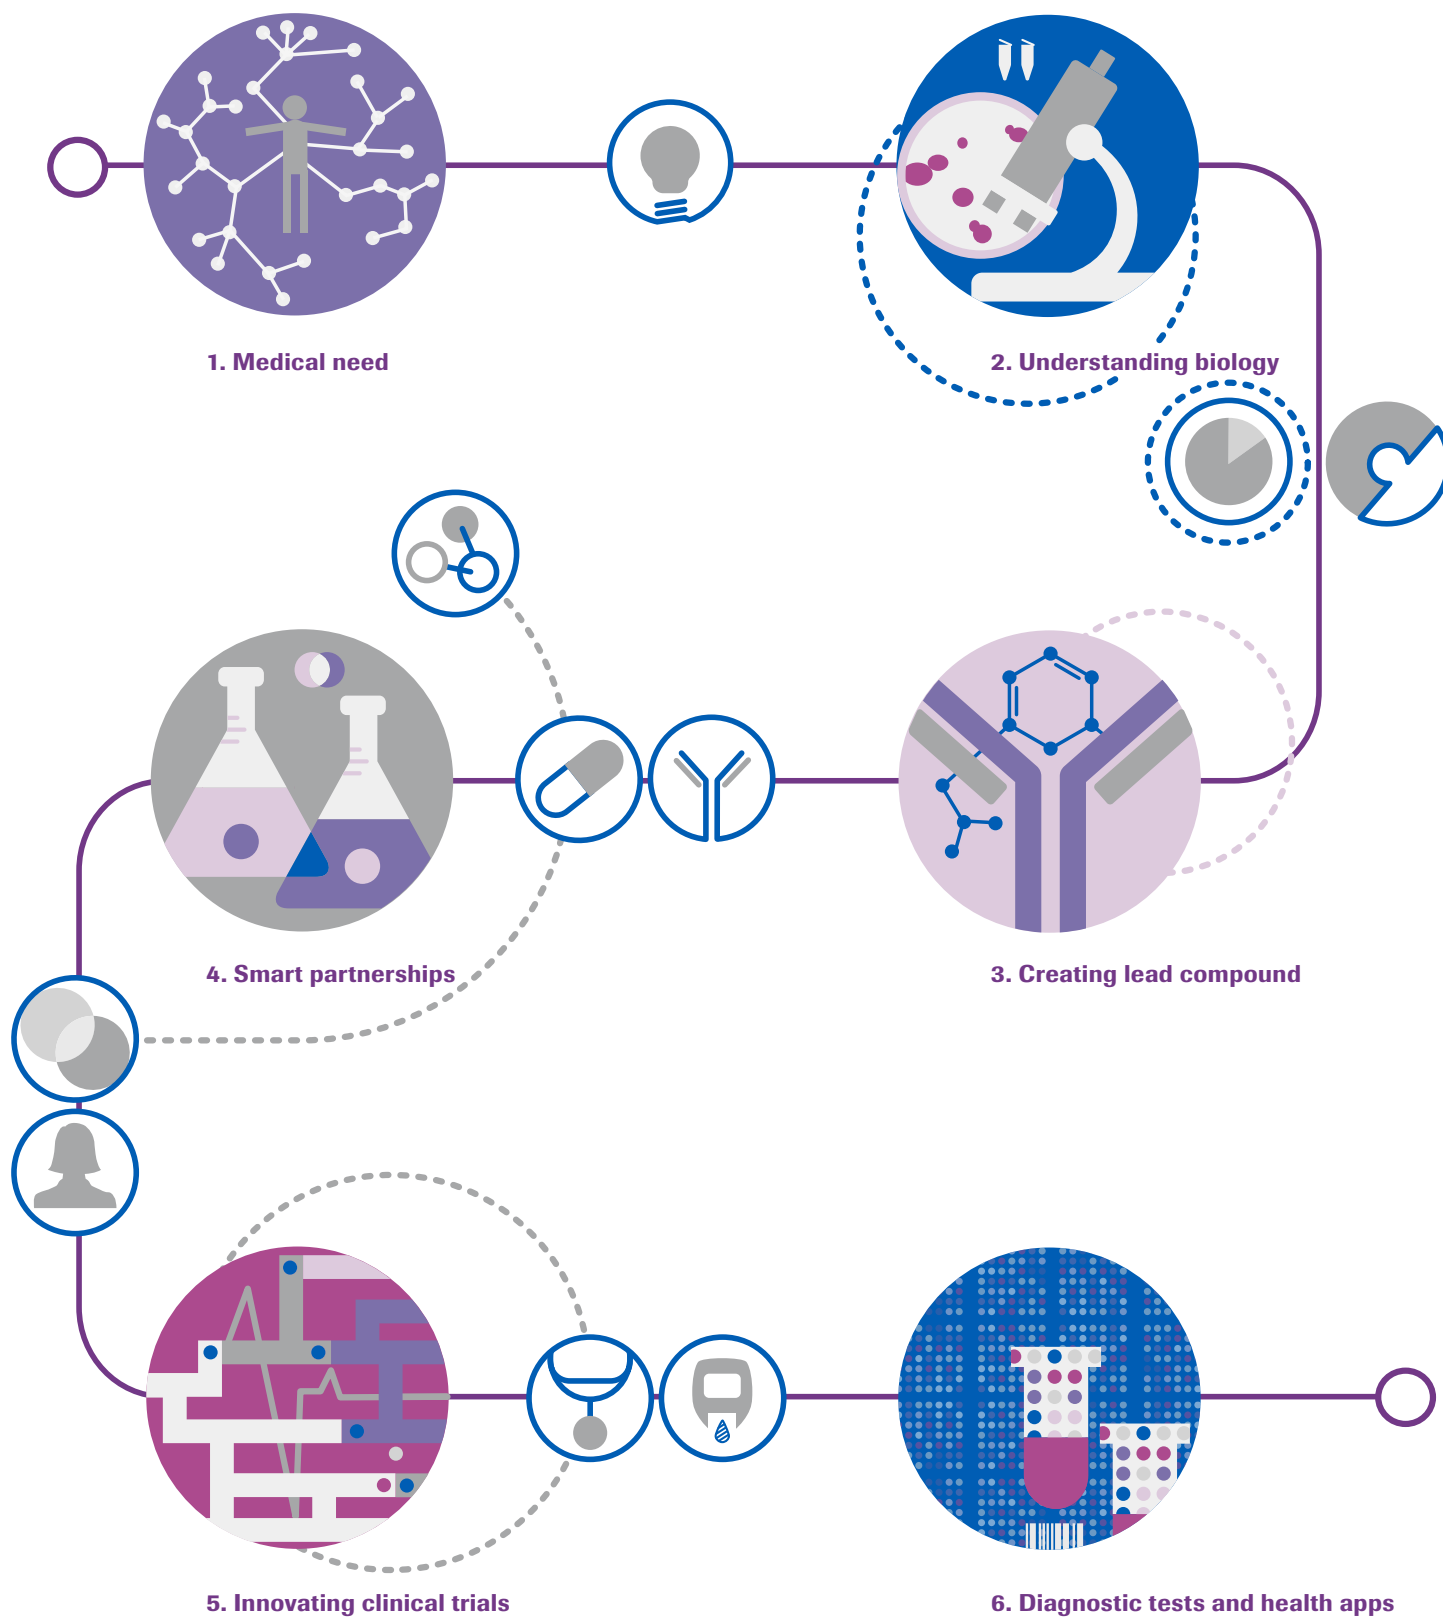 1. Medical need
2. Understanding biology
4. Smart partnerships
3. Creating lead compound
5. Innovating clinical trials
6. Diagnostic tests and health apps